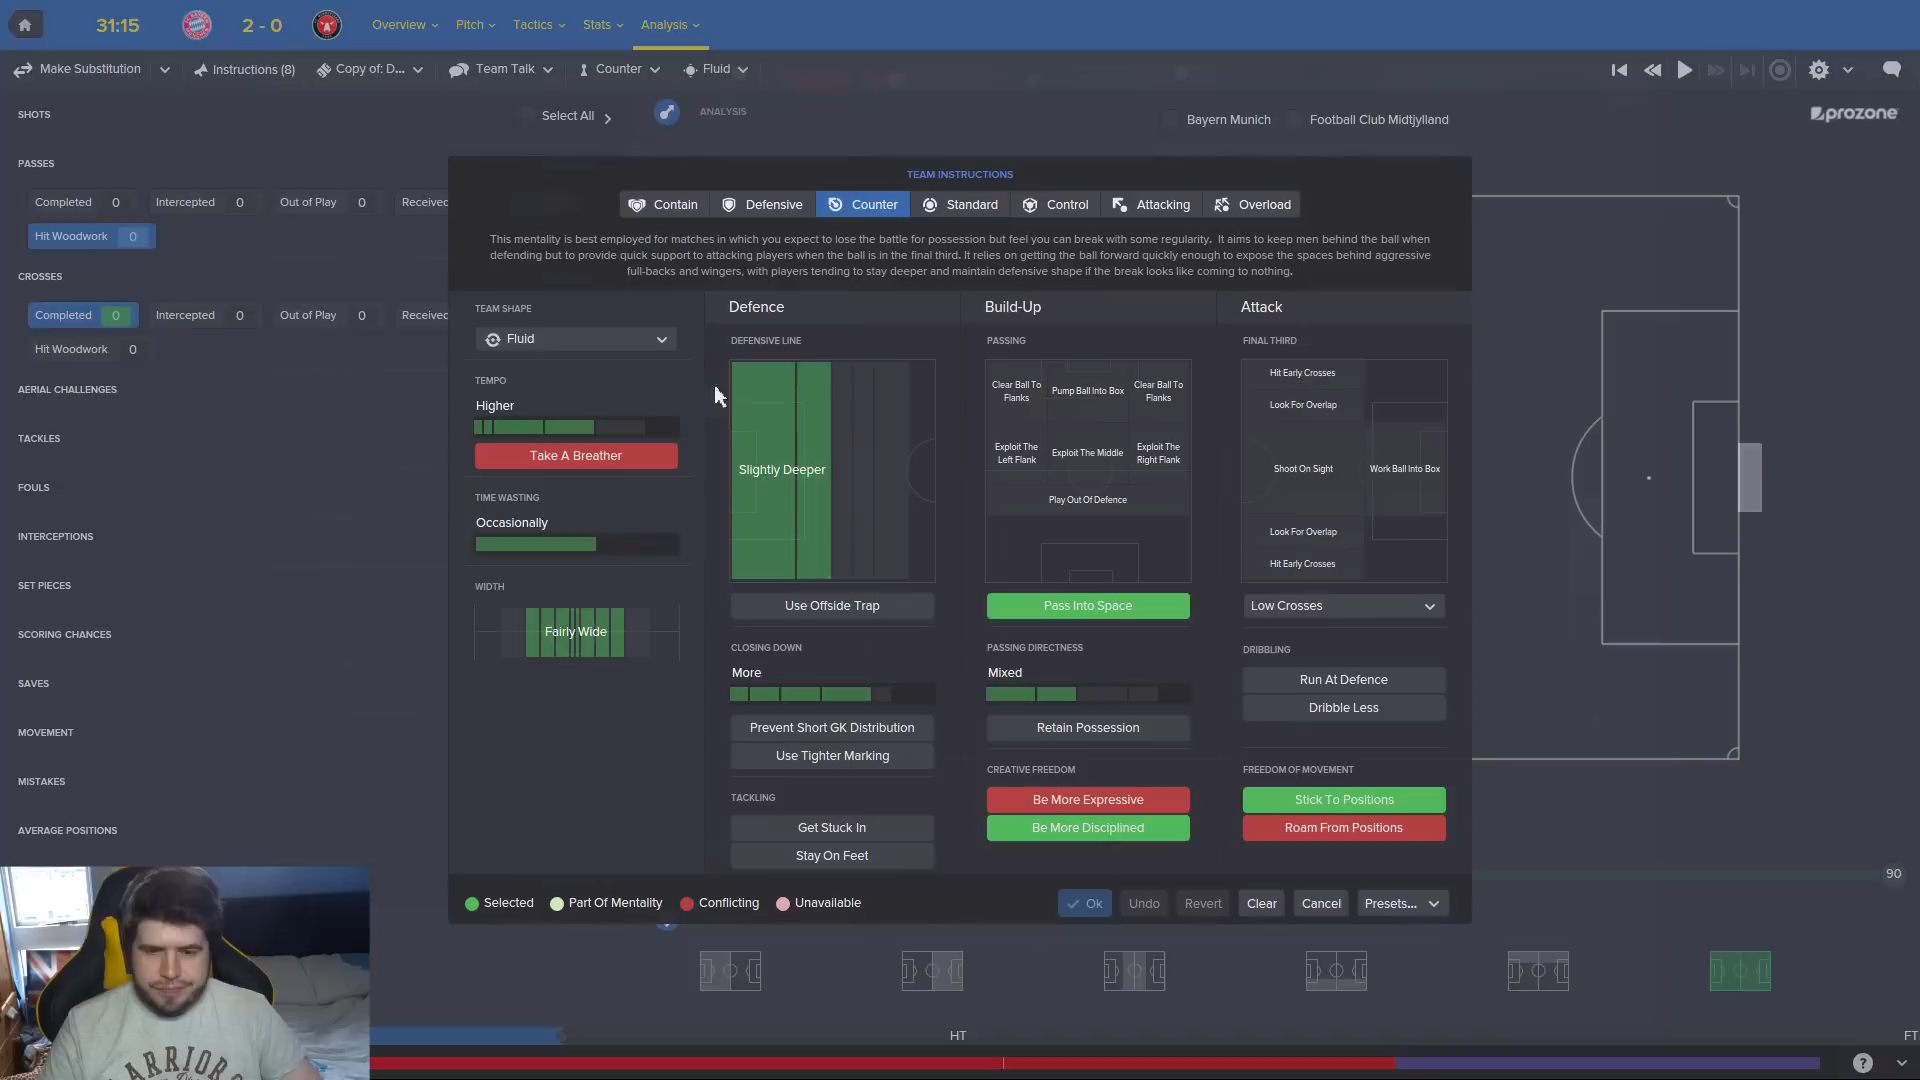 31:15
2 - 0
Overview
Pitch
Tactics
Stats
Analysis
Make Substitution
Instructions (8)
Copy of: D...
Team Talk
Counter
Fluid
SHOTS
Select All
ANALYSIS
Bayern Munich
Football Club Midtjylland
prozone
PASSES
Completed 0
Intercepted 0
Out of Play 0
Received
Hit Woodwork 0
CROSSES
Completed 0
Intercepted 0
Out of Play 0
Received
Hit Woodwork 0
AERIAL CHALLENGES
TACKLES
FOULS
INTERCEPTIONS
SET PIECES
SCORING CHANCES
SAVES
MOVEMENT
MISTAKES
AVERAGE POSITIONS
TEAM INSTRUCTIONS
Contain
Defensive
Counter
Standard
Control
Attacking
Overload
This mentality is best employed for matches in which you expect to lose the battle for possession but feel you can break with some regularity. It aims to keep men behind the ball when
defending but to provide quick support to attacking players when the ball is in the final third. It relies on getting the ball forward quickly enough to expose the spaces behind aggressive
full-backs and wingers, with players tending to stay deeper and maintain defensive shape if the break looks like coming to nothing.
TEAM SHAPE
Fluid
TEMPO
Higher
Take A Breather
TIME WASTING
Occasionally
WIDTH
Fairly Wide
Defence
DEFENSIVE LINE
Slightly Deeper
Use Offside Trap
CLOSING DOWN
More
Prevent Short GK Distribution
Use Tighter Marking
TACKLING
Get Stuck In
Stay On Feet
Build-Up
PASSING
Clear Ball To
Flanks
Pump Ball Into Box
Clear Ball To
Flanks
Exploit The
Left Flank
Exploit The Middle
Exploit The
Right Flank
Play Out Of Defence
Pass Into Space
PASSING DIRECTNESS
Mixed
Retain Possession
CREATIVE FREEDOM
Be More Expressive
Be More Disciplined
Attack
FINAL THIRD
Hit Early Crosses
Look For Overlap
Shoot On Sight
Work Ball Into Box
Look For Overlap
Hit Early Crosses
Low Crosses
DRIBBLING
Run At Defence
Dribble Less
FREEDOM OF MOVEMENT
Stick To Positions
Roam From Positions
Selected
Part Of Mentality
Conflicting
Unavailable
Ok
Undo
Revert
Clear
Cancel
Presets...
90
HT
FT
?
WARRIOR